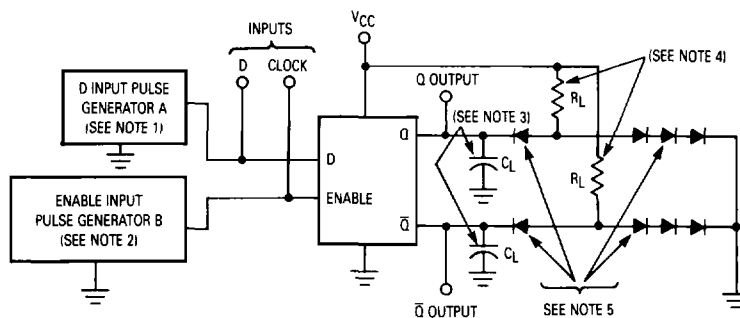 VCC
INPUTS
D CLOCK
Q OUTPUT
(SEE NOTE 4)
D INPUT PULSE
GENERATOR A
(SEE NOTE 1)
(SEE NOTE 3)
RL
Q
CL
D
RL
ENABLE INPUT
PULSE GENERATOR B
(SEE NOTE 2)
ENABLE
Q̅
CL
Q̅ OUTPUT
SEE NOTE 5